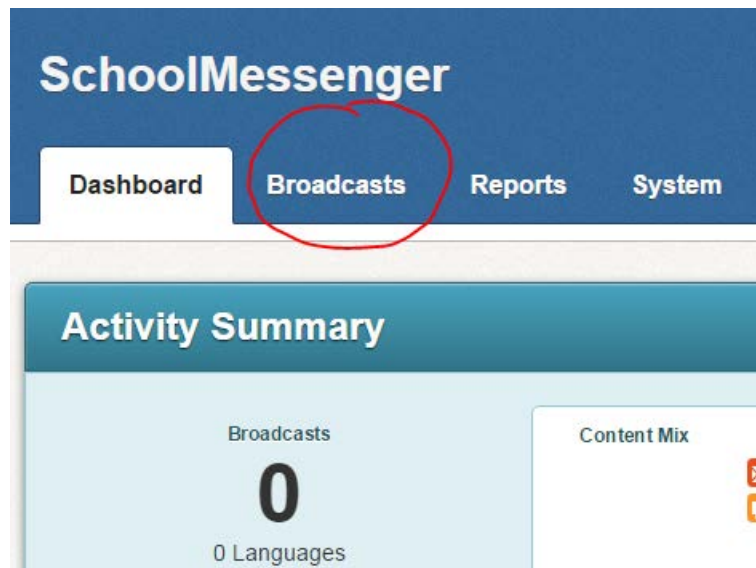 SchoolMessenger
Dashboard Broadcasts Reports System
Activity Summary
Broadcasts
0
0 Languages
Content Mix